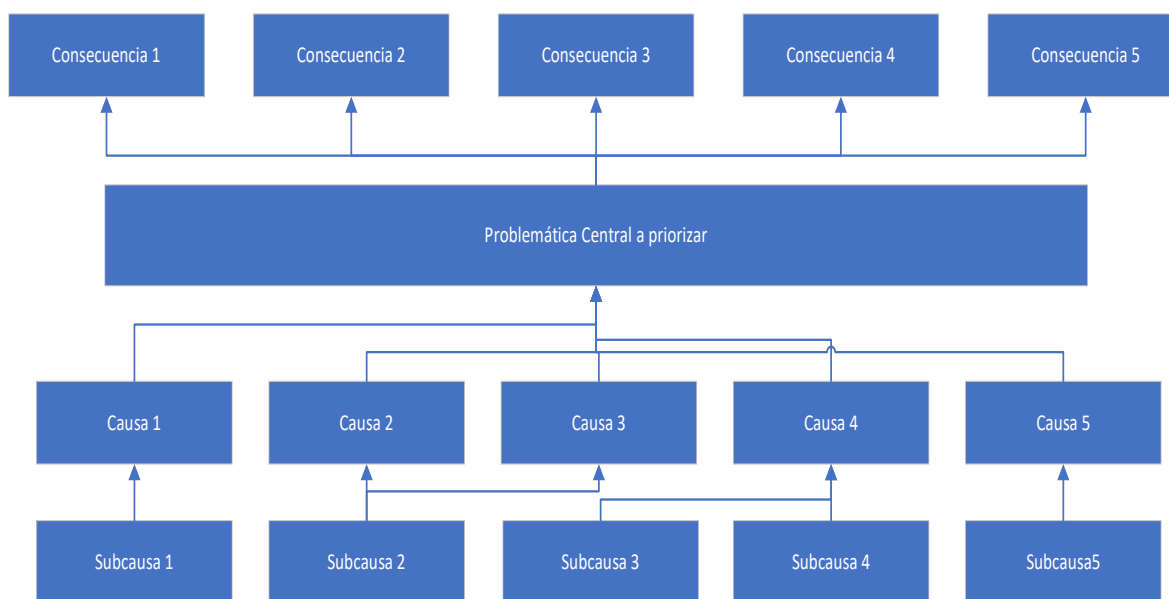 Consecuencia 1
Consecuencia 2
Consecuencia 3
Consecuencia 4
Consecuencia 5
Problemática Central a priorizar
Causa 1
Causa 2
Causa 3
Causa 4
Causa 5
Subcausa 1
Subcausa 2
Subcausa 3
Subcausa 4
Subcausa5